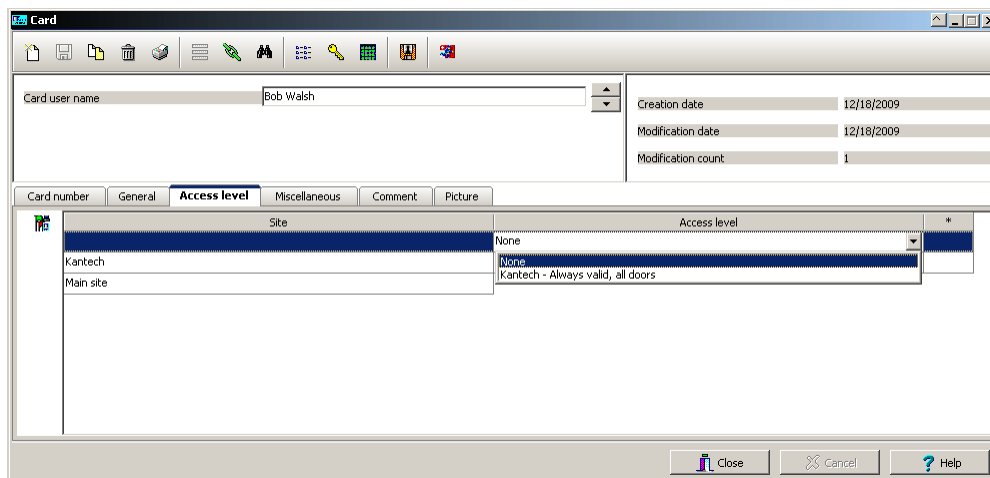 Card
Card user name
Bob Walsh
Creation date
12/18/2009
Modification date
12/18/2009
Modification count
1
Card number
General
Access level
Miscellaneous
Comment
Picture
Site
Access level
*
None
Kantech
None
Kantech - Always valid, all doors
Main site
Close
Cancel
? Help